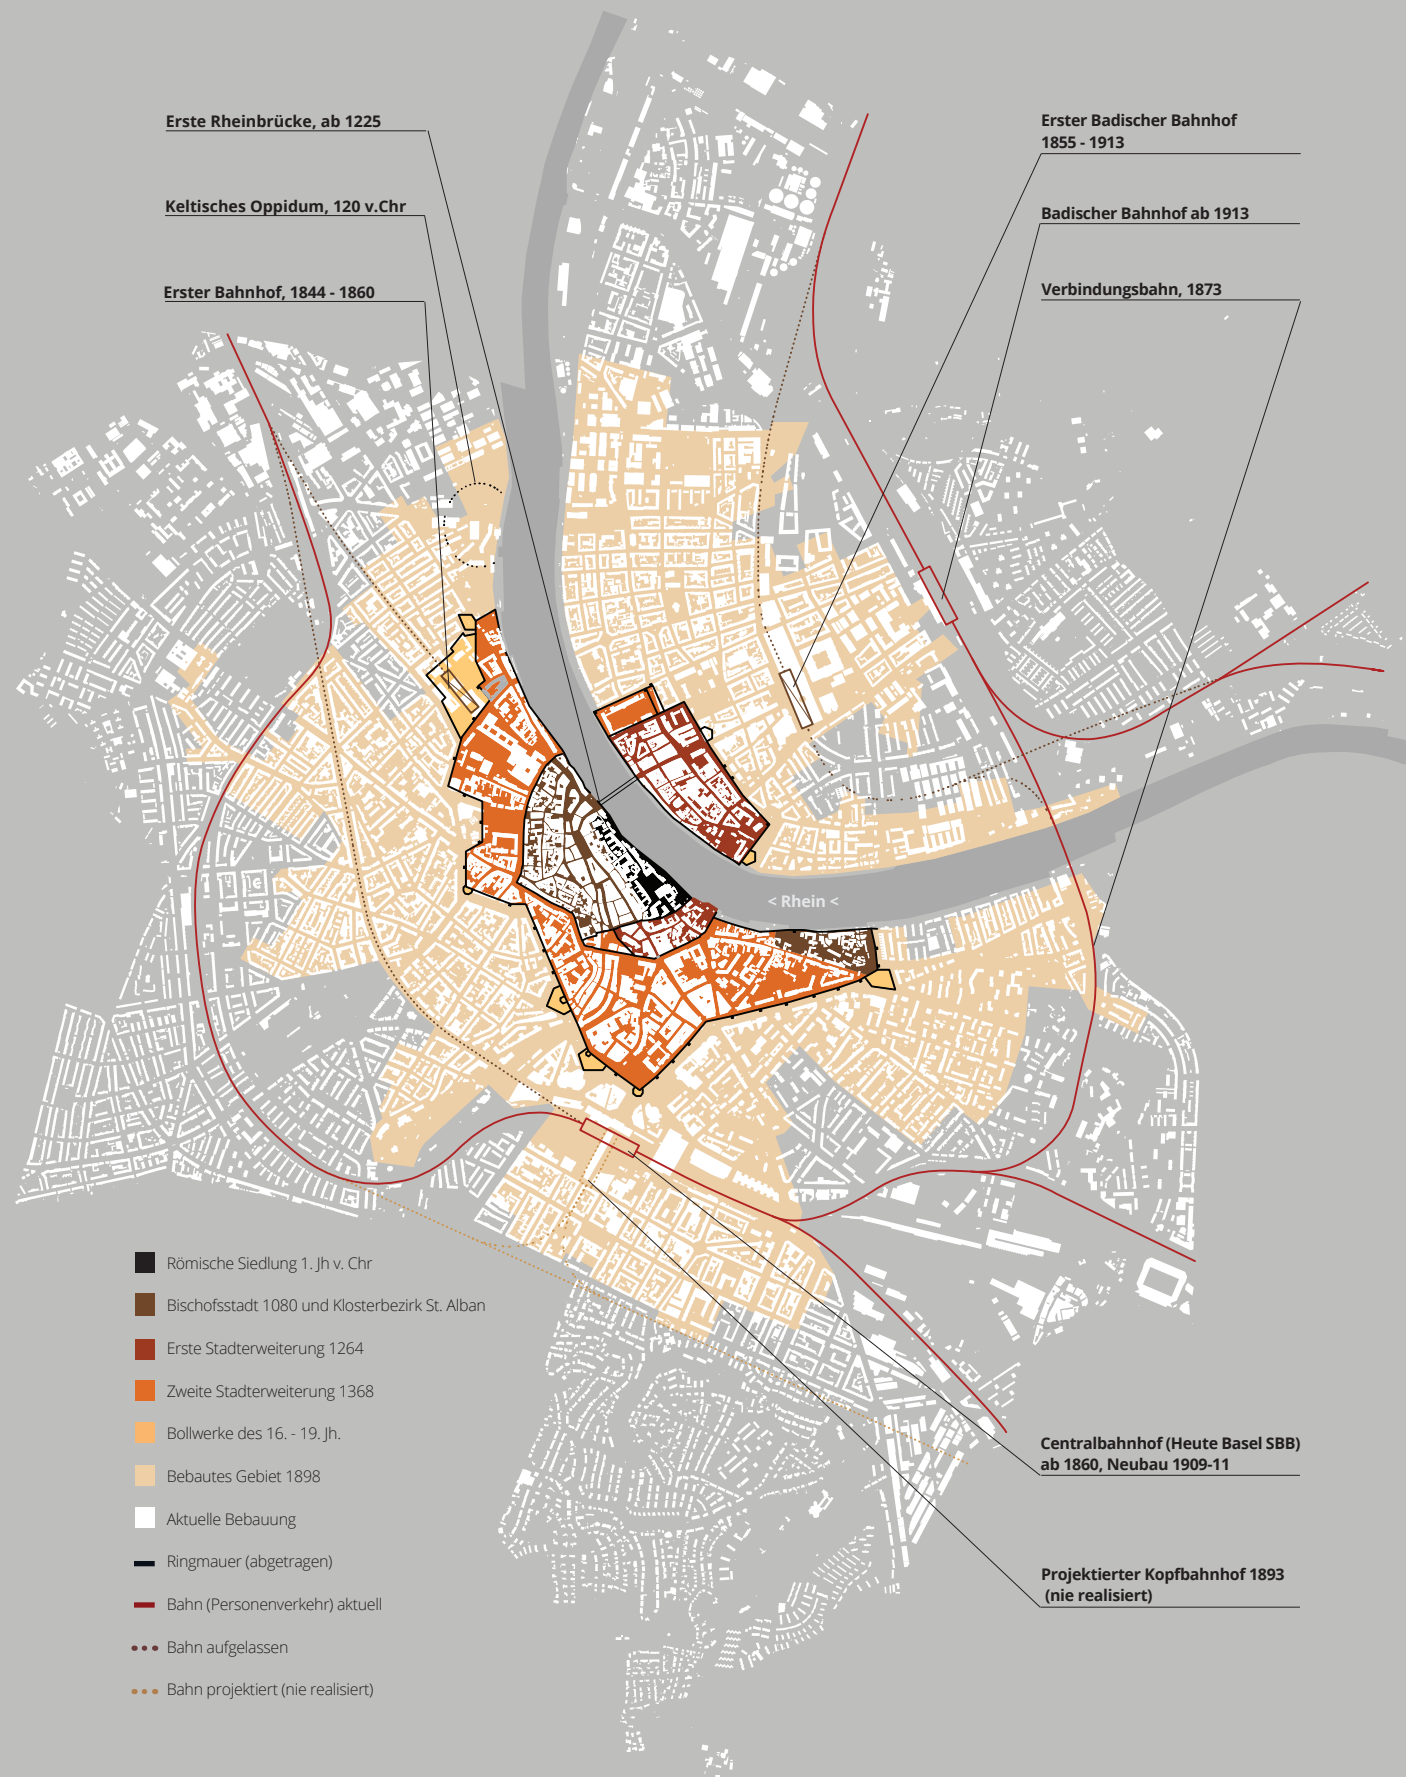 Erste Rheinbrücke, ab 1225
Keltisches Oppidum, 120 v.Chr
Erster Bahnhof, 1844 - 1860
Erster Badischer Bahnhof
1855 - 1913
Badischer Bahnhof ab 1913
Verbindungsbahn, 1873
< Rhein <
Römische Siedlung 1. Jh v. Chr
Bischofsstadt 1080 und Klosterbezirk St. Alban
Erste Stadterweiterung 1264
Zweite Stadterweiterung 1368
Bollwerke des 16. - 19. Jh.
Bebautes Gebiet 1898
Aktuelle Bebauung
Ringmauer (abgetragen)
Bahn (Personenverkehr) aktuell
Bahn aufgelassen
Bahn projektiert (nie realisiert)
Centralbahnhof (Heute Basel SBB)
ab 1860, Neubau 1909-11
Projektierter Kopfbahnhof 1893
(nie realisiert)